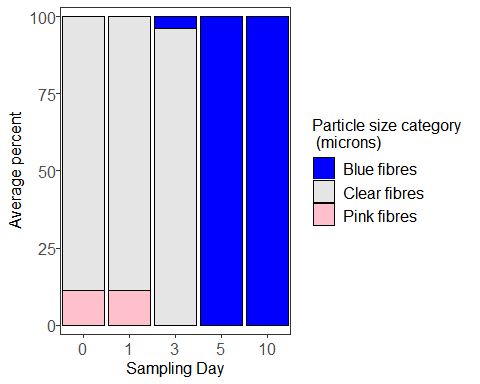 100
75
50
25
0
Average percent
0 1 3 5 10
Sampling Day
Particle size category
(microns)
Blue fibres
Clear fibres
Pink fibres